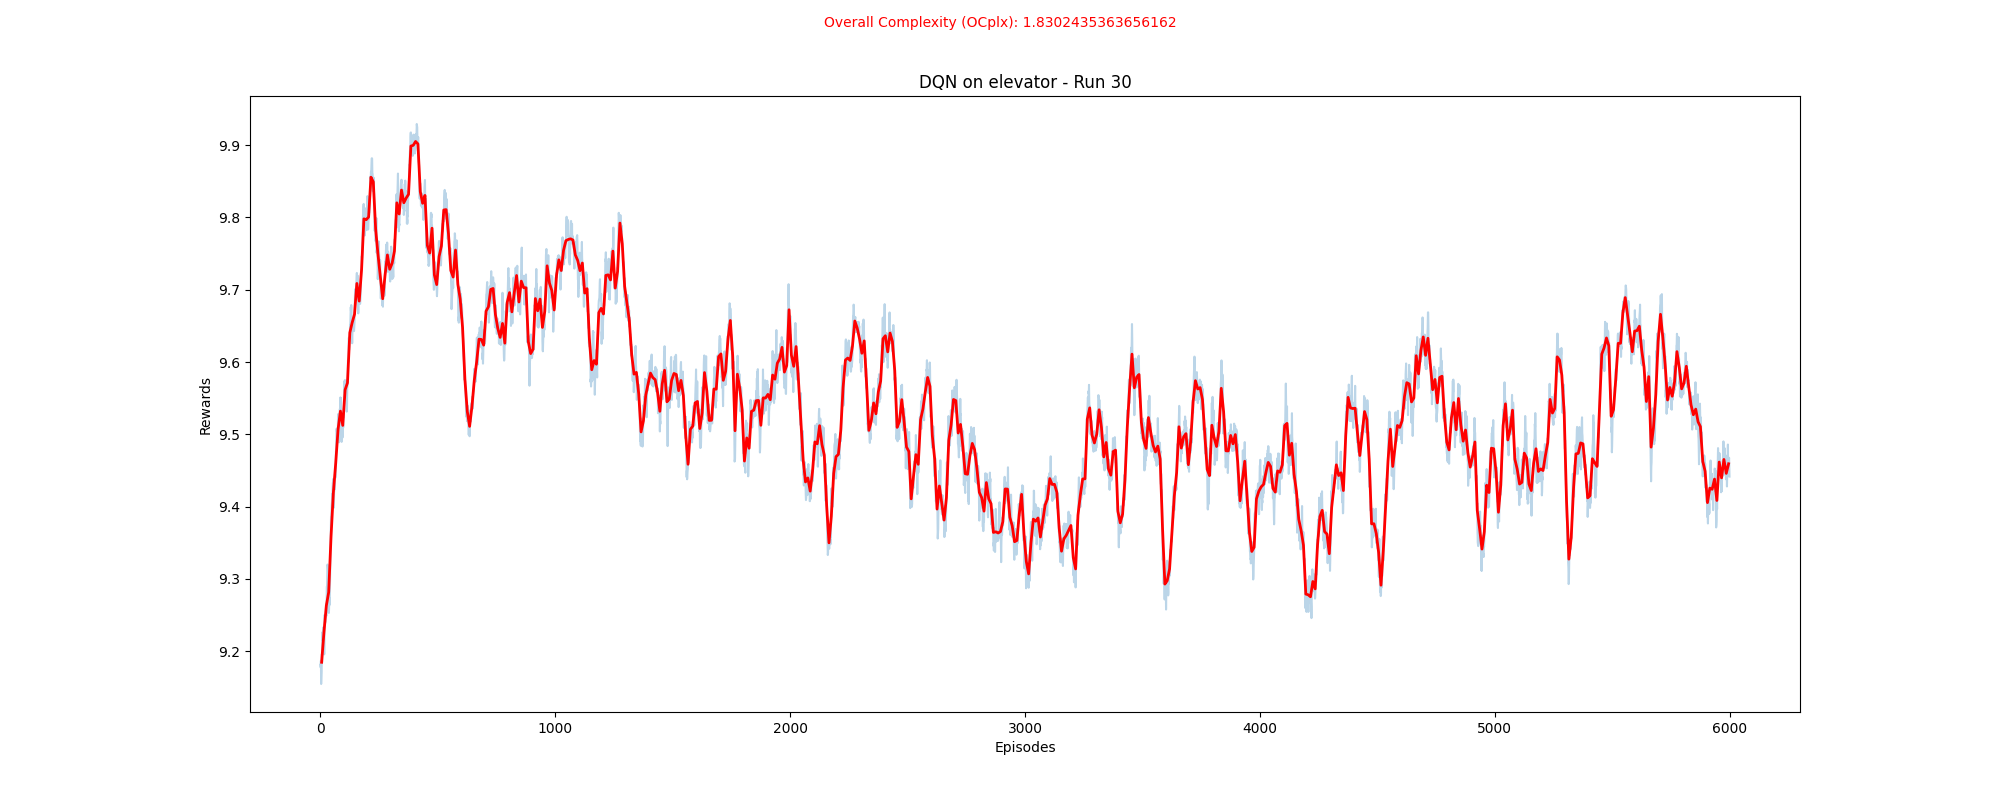 Overall Complexity (OCplx): 1.8302435363656162
DQN on elevator - Run 30
Rewards
9.9
9.8
9.7
9.6
9.5
9.4
9.3
9.2
0 1000 2000 3000 4000 5000 6000
Episodes